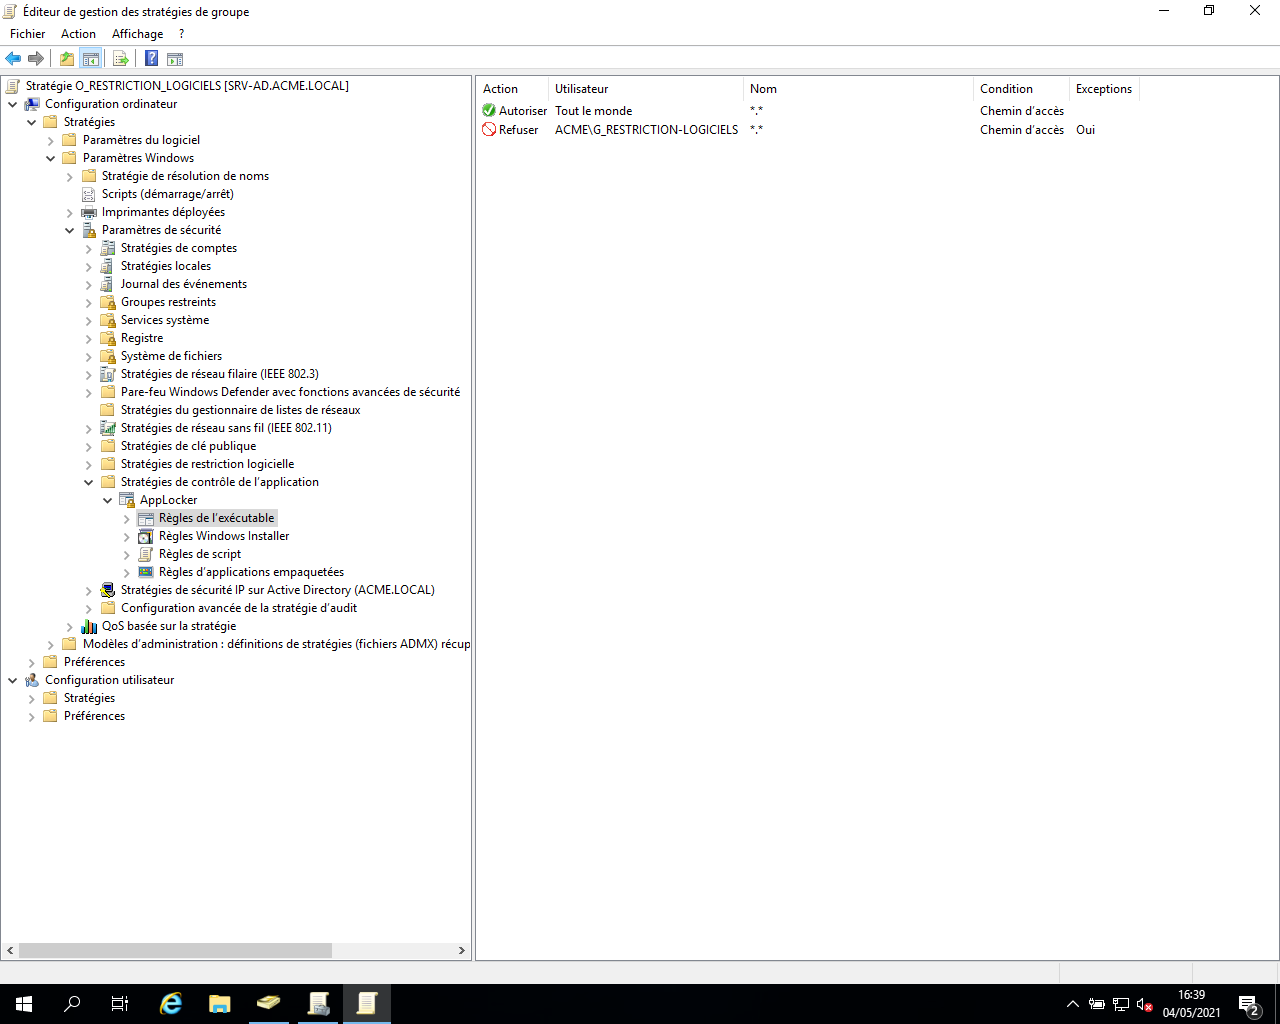 Éditeur de gestion des stratégies de groupe
Fichier Action Affichage ?
Stratégie O_RESTRICTION_LOGICIELS [SRV-AD.ACME.LOCAL]
Configuration ordinateur
Stratégies
Paramètres du logiciel
Paramètres Windows
Stratégie de résolution de noms
Scripts (démarrage/arrêt)
Imprimantes déployées
Paramètres de sécurité
Stratégies de comptes
Stratégies locales
Journal des événements
Groupes restreints
Services système
Registre
Système de fichiers
Stratégies de réseau filaire (IEEE 802.3)
Pare-feu Windows Defender avec fonctions avancées de sécurité
Stratégies du gestionnaire de listes de réseaux
Stratégies de réseau sans fil (IEEE 802.11)
Stratégies de clé publique
Stratégies de restriction logicielle
Stratégies de contrôle de l'application
AppLocker
Règles de l'exécutable
Règles Windows Installer
Règles de script
Règles d'applications empaquetées
Stratégies de sécurité IP sur Active Directory (ACME.LOCAL)
Configuration avancée de la stratégie d'audit
QoS basée sur la stratégie
Modèles d'administration : définitions de stratégies (fichiers ADMX) récup
Préférences
Configuration utilisateur
Stratégies
Préférences
Action Utilisateur Nom Condition Exceptions
Autoriser Tout le monde *.* Chemin d'accès
Refuser ACME\G_RESTRICTION-LOGICIELS *.* Chemin d'accès Oui
16:39
04/05/2021
2